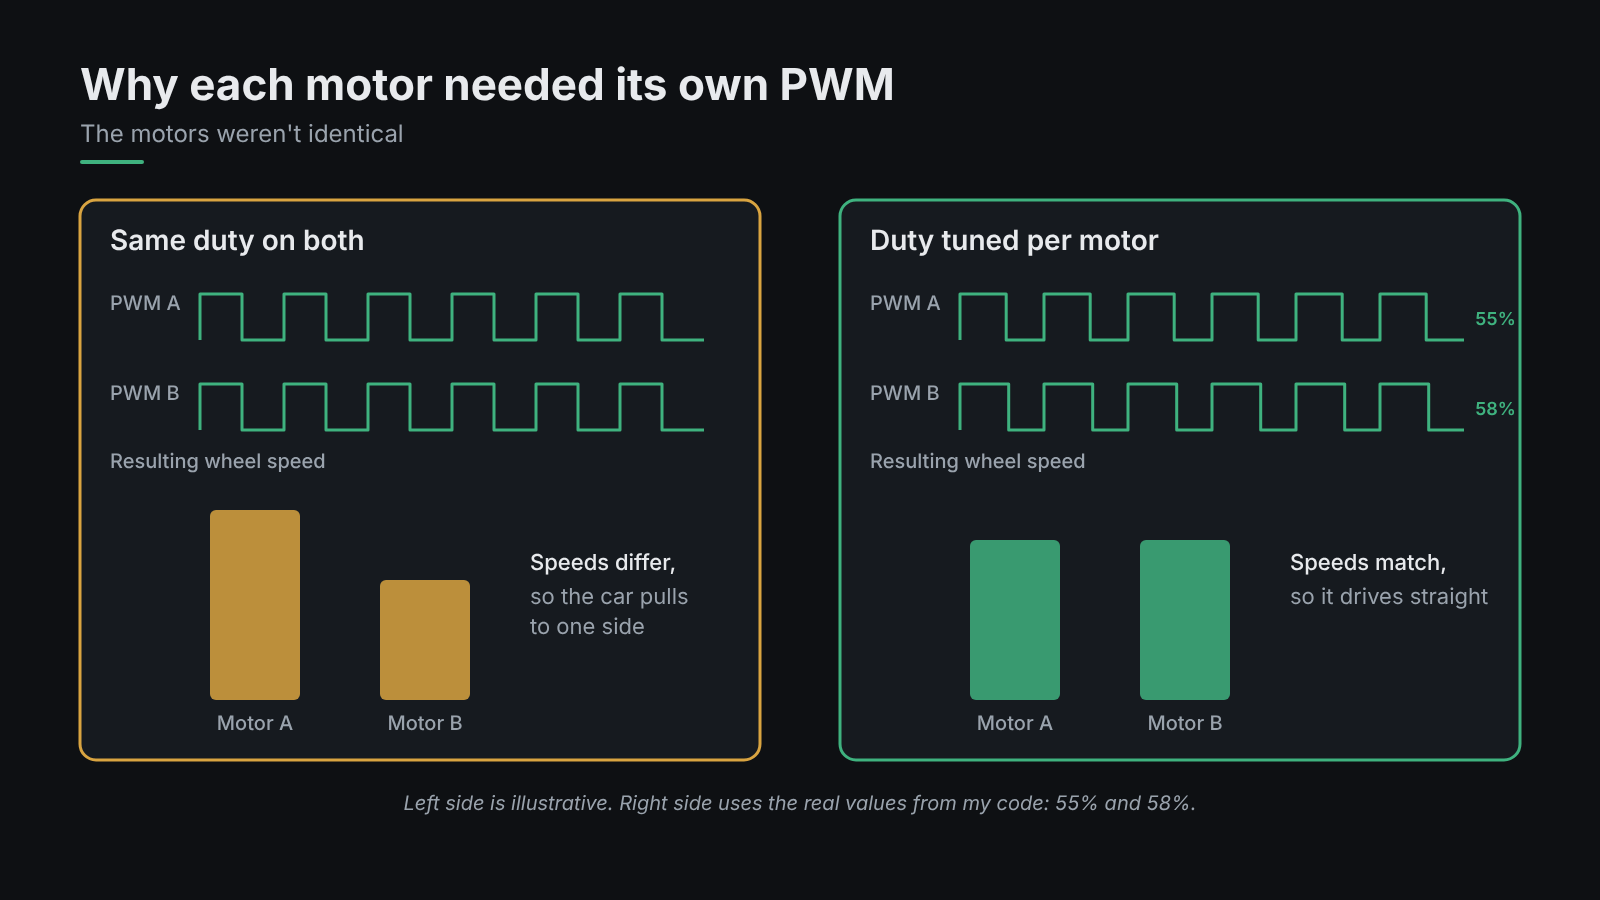 Why each motor needed its own PWM
The motors weren't identical
Same duty on both
PWM A
PWM B
Resulting wheel speed
Speeds differ,
so the car pulls
to one side
Motor A
Motor B
Duty tuned per motor
PWM A
55%
PWM B
58%
Resulting wheel speed
Speeds match,
so it drives straight
Motor A
Motor B
Left side is illustrative. Right side uses the real values from my code: 55% and 58%.